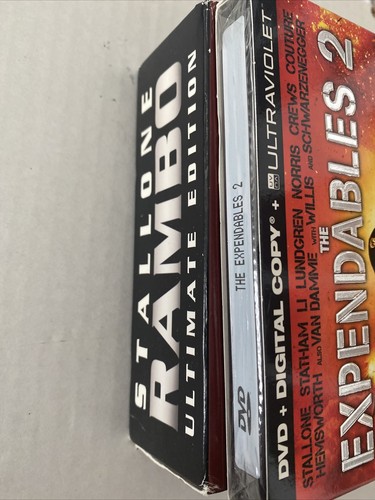 STALLONE
RAMBO
ULTIMATE EDITION
THE EXPENDABLES 2
DVD
DVD + DIGITAL COPY® + UV ULTRAVIOLET
STALLONE STATHAM LI LUNDGREN NORRIS CREWS COUTURE
HEMSWORTH ALSO VAN DAMME WITH WILLIS AND SCHWARZENEGGER
THE
EXPENDABLES 2